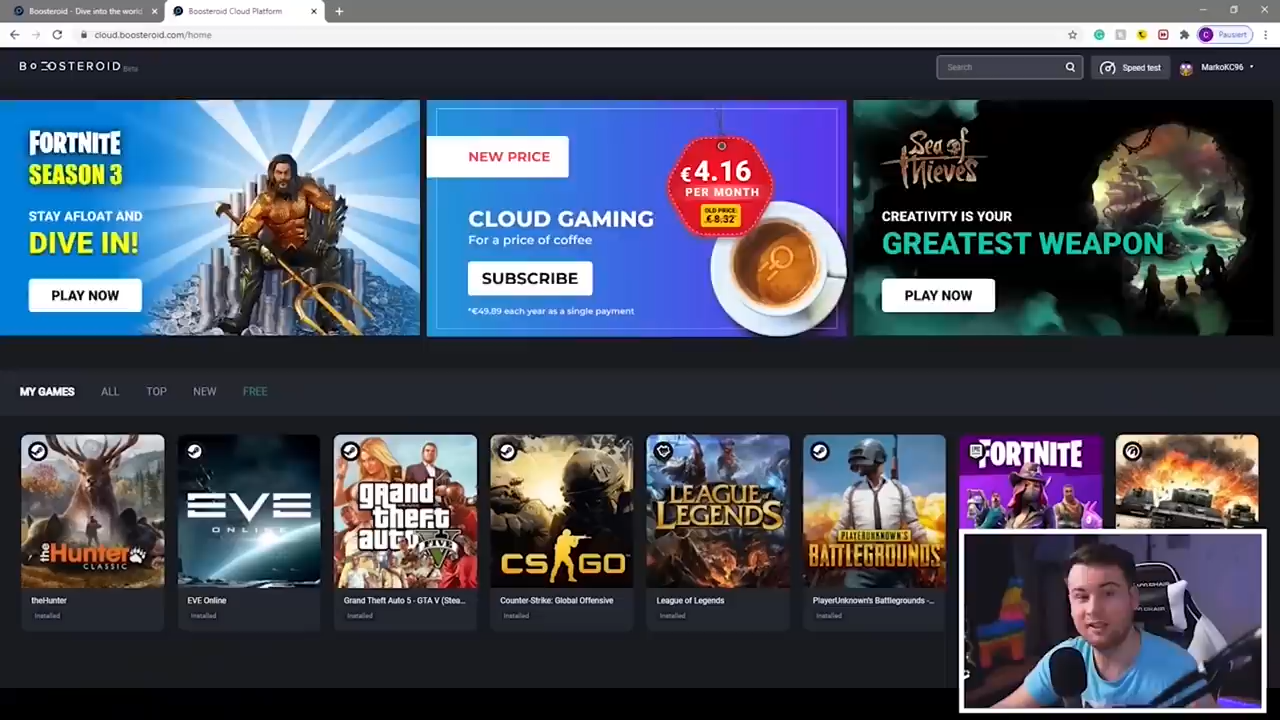 Boosteroid - Dive into the world
Boosteroid Cloud Platform
cloud.boosteroid.com/home
C
Pausiert
BOOSTEROID Beta
Search
Speed test
MarkoKC96
FORTNITE
SEASON 3
STAY AFLOAT AND
DIVE IN!
PLAY NOW
NEW PRICE
€4.16
PER MONTH
OLD PRICE:
€ 8.32
CLOUD GAMING
For a price of coffee
SUBSCRIBE
*€49.89 each year as a single payment
Sea of
Thieves
CREATIVITY IS YOUR
GREATEST WEAPON
PLAY NOW
MY GAMES
ALL
TOP
NEW
FREE
theHunter
CLASSIC
EVE
ONLINE
grand
theft
auto
FIVE
CS GO
LEAGUE of
LEGENDS
PLAYERUNKNOWN'S
BATTLEGROUNDS
EPIC
FORTNITE
theHunter
Installed
EVE Online
Installed
Grand Theft Auto 5 - GTA V (Stea...
Installed
Counter-Strike: Global Offensive
Installed
League of Legends
Installed
PlayerUnknown's Battlegrounds -...
Installed